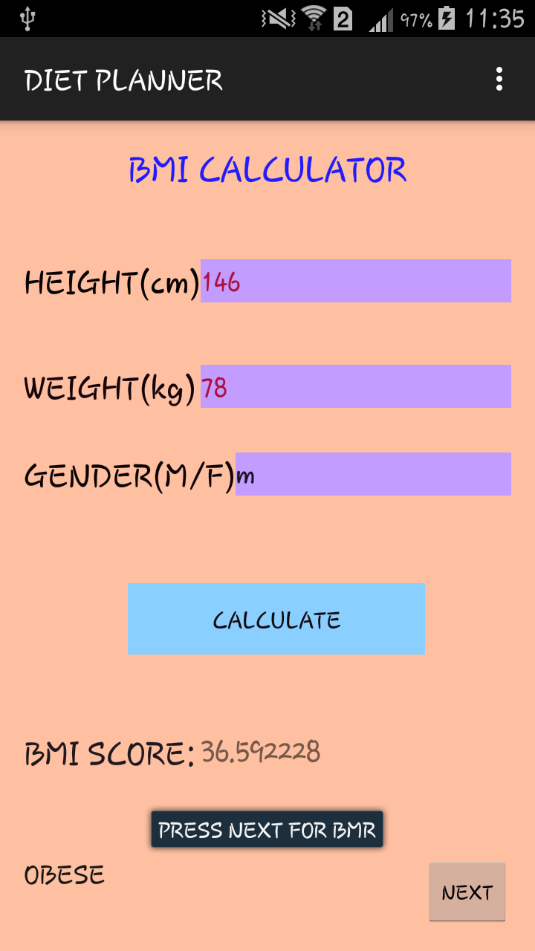 2 97% 11:35
DIET PLANNER
BMI CALCULATOR
HEIGHT(cm) 146
WEIGHT(kg) 78
GENDER(M/F) m
CALCULATE
BMI SCORE: 36.592228
PRESS NEXT FOR BMR
OBESE
NEXT